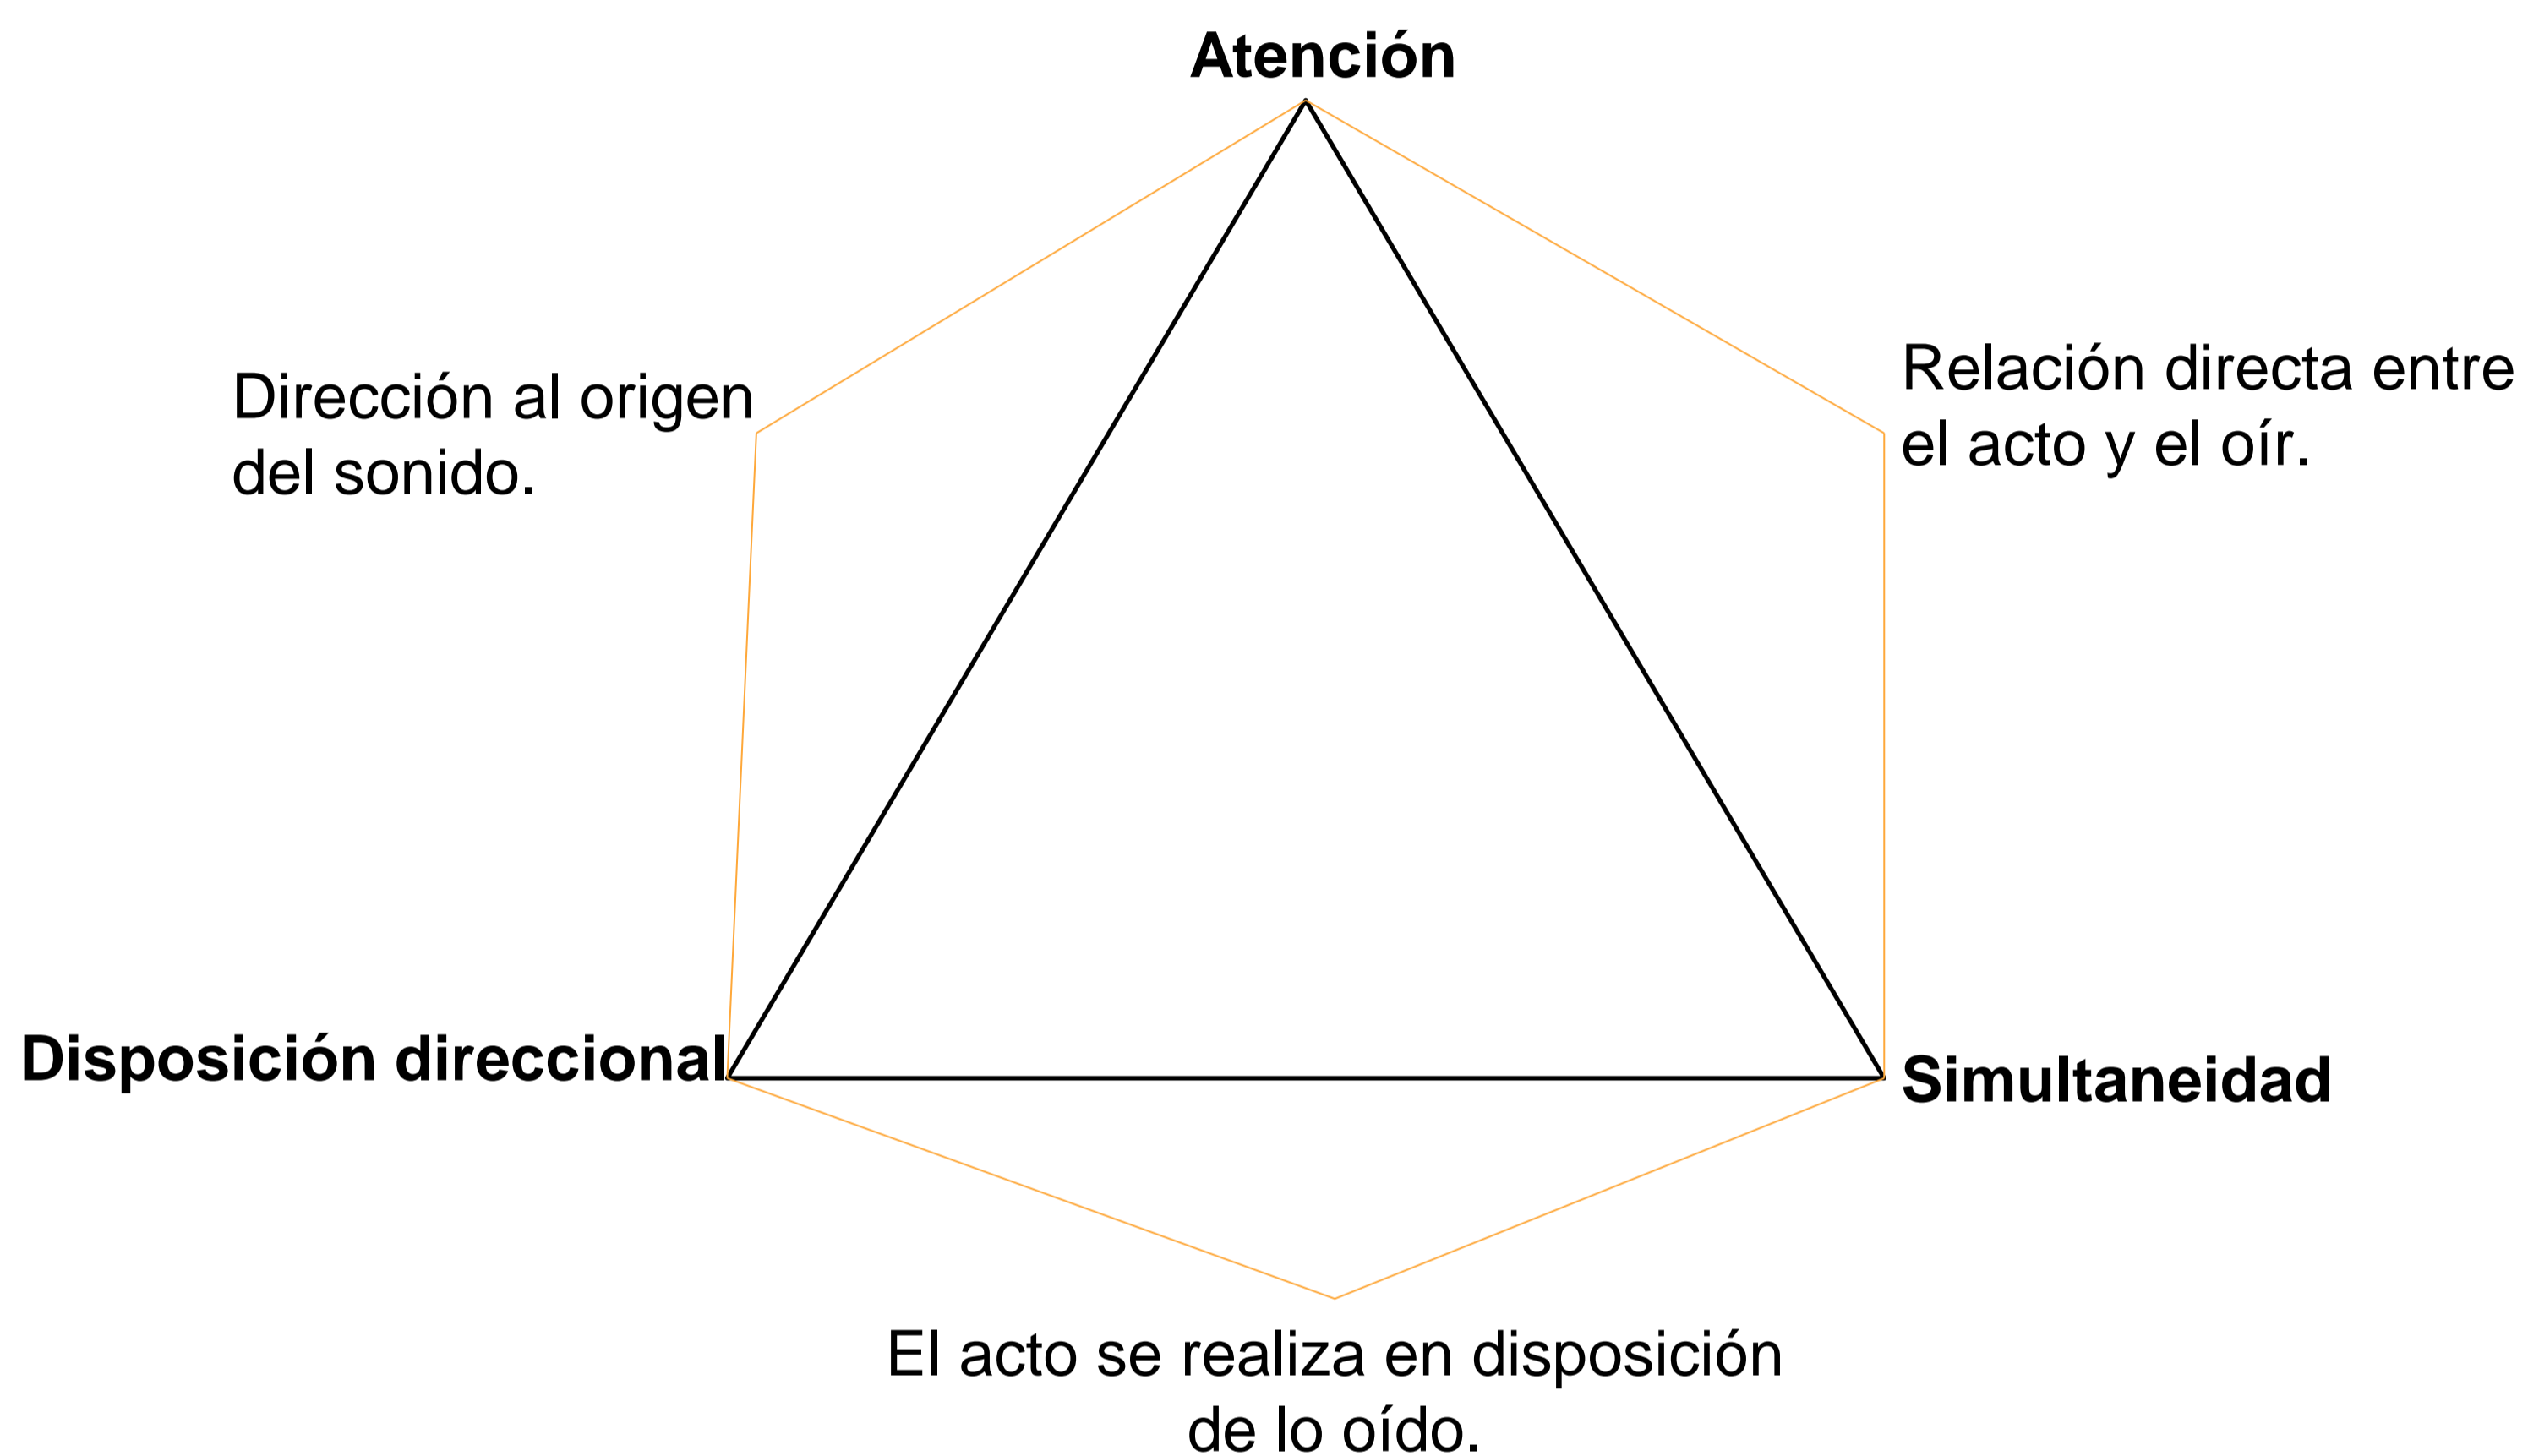 Atención
Dirección al origen
del sonido.
Relación directa entre
el acto y el oír.
Disposición direccional
Simultaneidad
El acto se realiza en disposición
de lo oído.